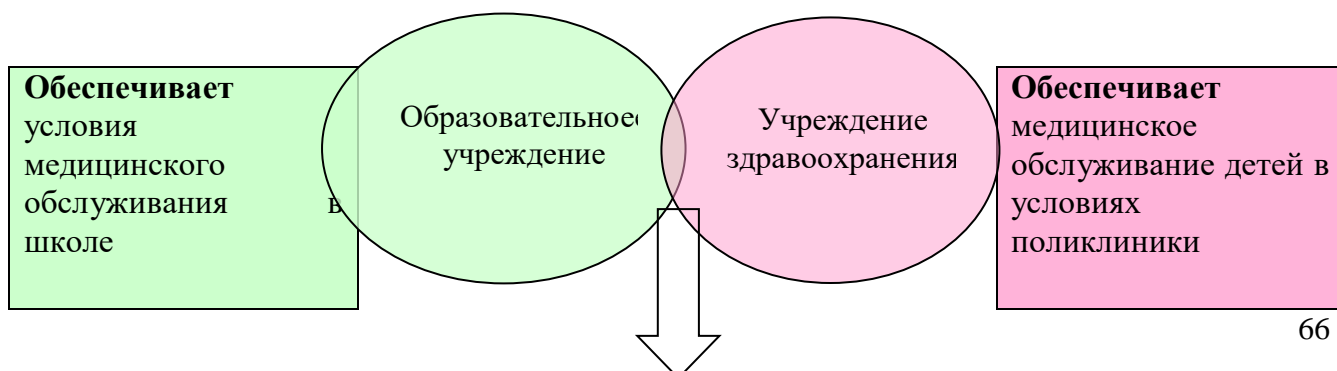 Обеспечивает
условия
медицинского
обслуживания в
школе
Образовательное
учреждение
Учреждение
здравоохранения
Обеспечивает
медицинское
обслуживание детей в
условиях
поликлиники
66